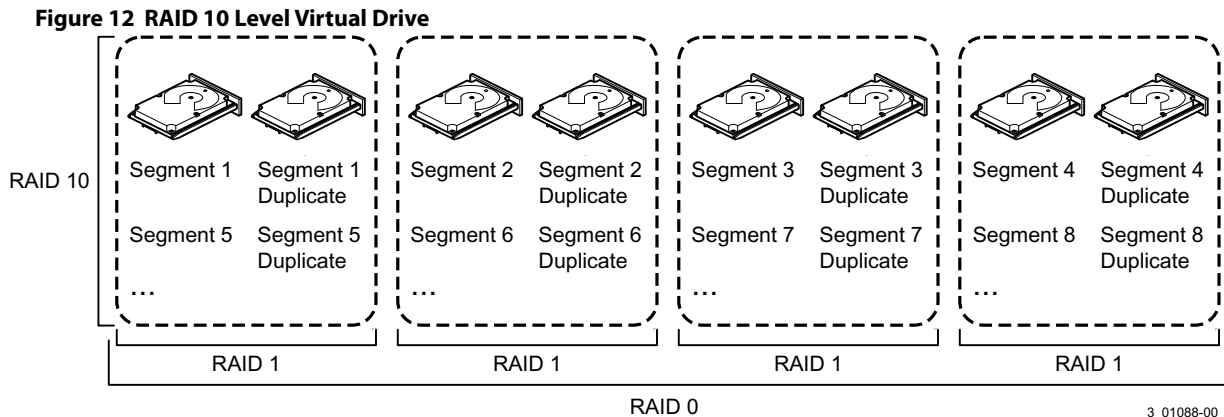 Figure 12 RAID 10 Level Virtual Drive
RAID 10
Segment 1 Segment 1 Duplicate
Segment 5 Segment 5 Duplicate
...
Segment 2 Segment 2 Duplicate
Segment 6 Segment 6 Duplicate
...
Segment 3 Segment 3 Duplicate
Segment 7 Segment 7 Duplicate
...
Segment 4 Segment 4 Duplicate
Segment 8 Segment 8 Duplicate
...
RAID 1 RAID 1 RAID 1 RAID 1
RAID 0
3_01088-00